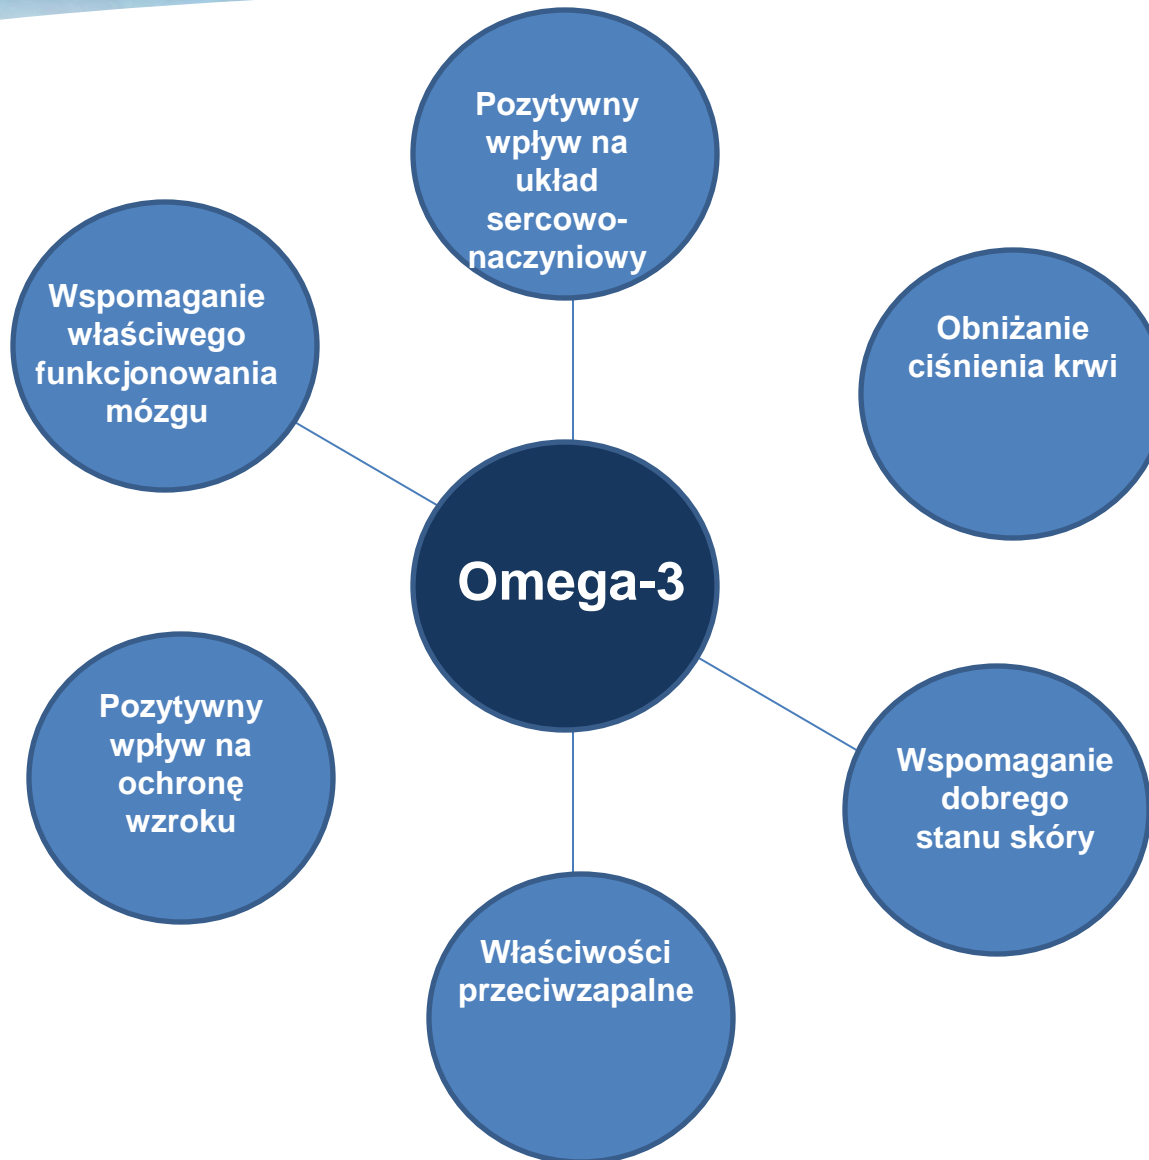 Pozytywny
wpływ na
układ
sercowo-
naczyniowy
Obniżanie
ciśnienia krwi
Wspomaganie
dobrego
stanu skóry
Właściwości
przeciwzapalne
Pozytywny
wpływ na
ochronę
wzroku
Wspomaganie
właściwego
funkcjonowania
mózgu
Omega-3